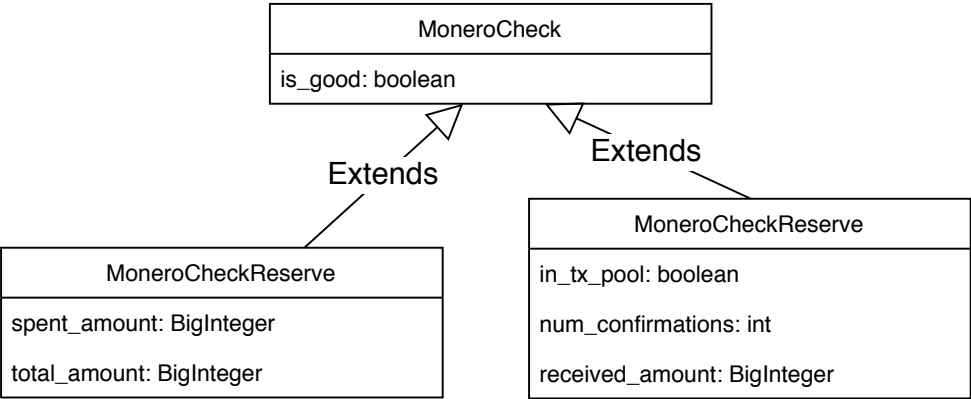 MoneroCheck
is_good: boolean
Extends
Extends
MoneroCheckReserve
in_tx_pool: boolean
num_confirmations: int
received_amount: BigInteger
MoneroCheckReserve
spent_amount: BigInteger
total_amount: BigInteger